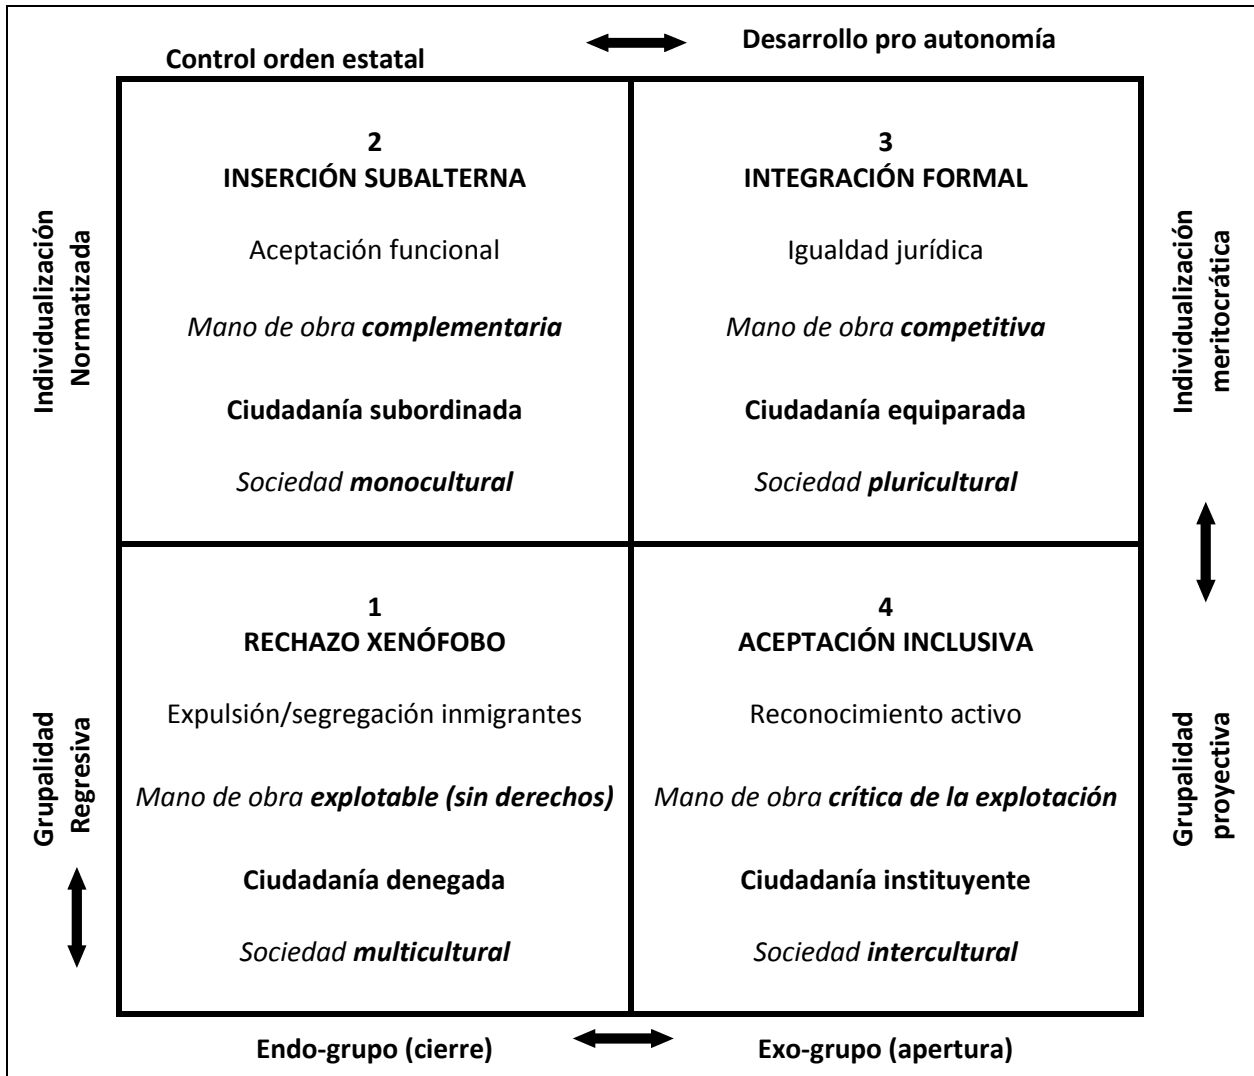 Control orden estatal
Desarrollo pro autonomía
Individualización
Normatizada
2
INSERCIÓN SUBALTERNA
Aceptación funcional
Mano de obra complementaria
Ciudadanía subordinada
Sociedad monocultural
3
INTEGRACIÓN FORMAL
Igualdad jurídica
Mano de obra competitiva
Ciudadanía equiparada
Sociedad pluricultural
Individualización
meritocrática
Grupalidad
Regresiva
1
RECHAZO XENÓFOBO
Expulsión/segregación inmigrantes
Mano de obra explotable (sin derechos)
Ciudadanía denegada
Sociedad multicultural
4
ACEPTACIÓN INCLUSIVA
Reconocimiento activo
Mano de obra crítica de la explotación
Ciudadanía instituyente
Sociedad intercultural
Grupalidad
proyectiva
Endo-grupo (cierre)
Exo-grupo (apertura)